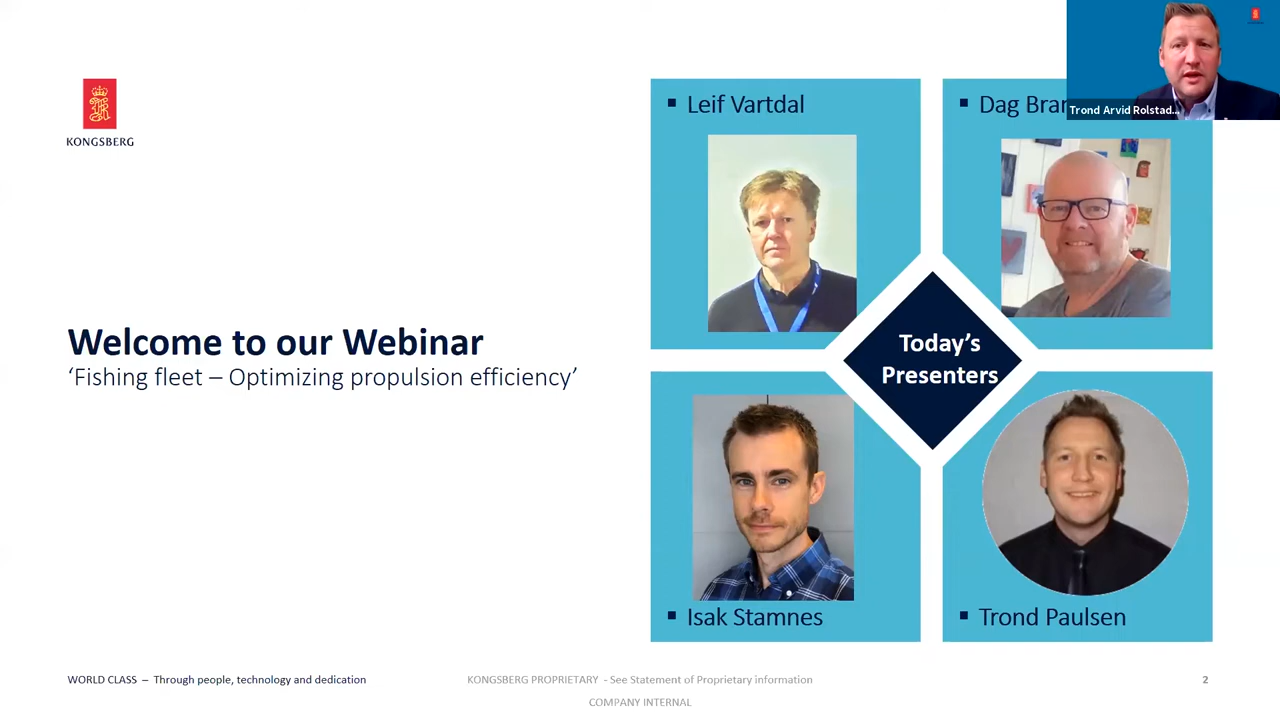 KONGSBERG
Welcome to our Webinar
‘Fishing fleet – Optimizing propulsion efficiency’
Leif Vartdal
Dag
Trond Arvid Rolstad...
Today’s
Presenters
Isak Stamnes
Trond Paulsen
WORLD CLASS – Through people, technology and dedication
KONGSBERG PROPRIETARY - See Statement of Proprietary information
2
COMPANY INTERNAL